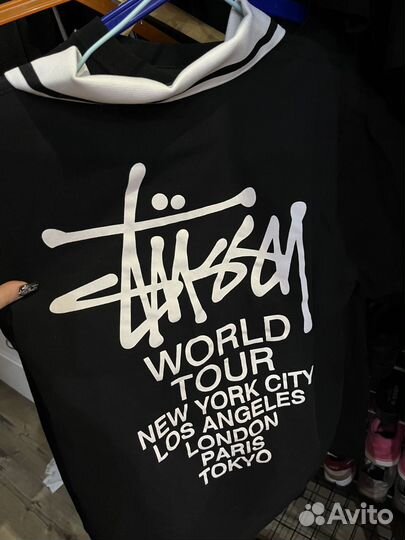 Stüssy
WORLD
TOUR
NEW YORK CITY
LOS ANGELES
LONDON
PARIS
TOKYO
Avito